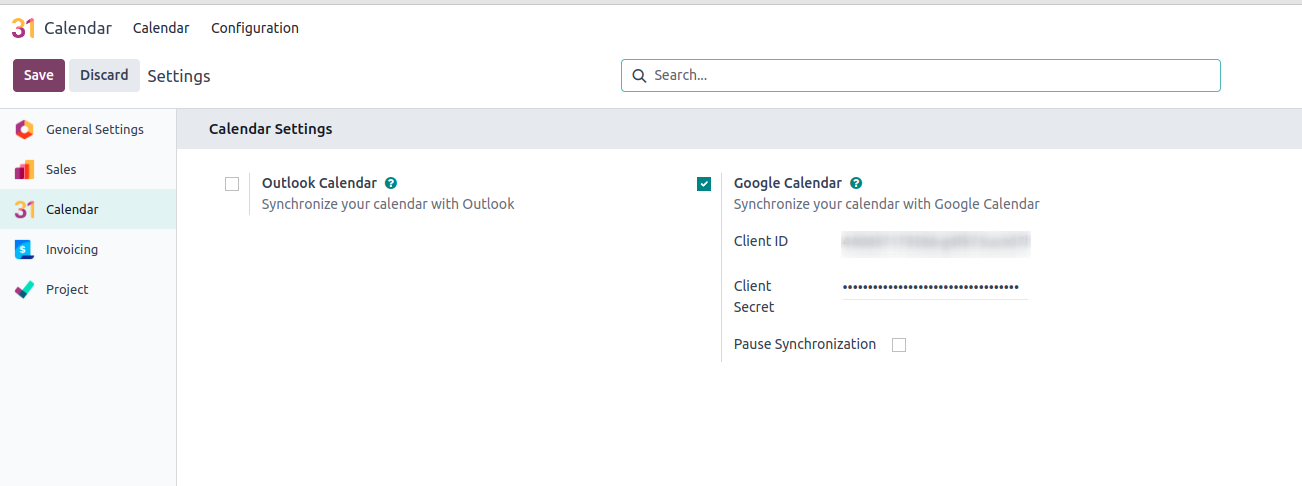 31 Calendar Calendar Configuration
Save Discard Settings Search...
General Settings
Sales
31 Calendar
Invoicing
Project
Calendar Settings
Outlook Calendar ?
Synchronize your calendar with Outlook
Google Calendar ?
Synchronize your calendar with Google Calendar
Client ID
Client
Secret
Pause Synchronization